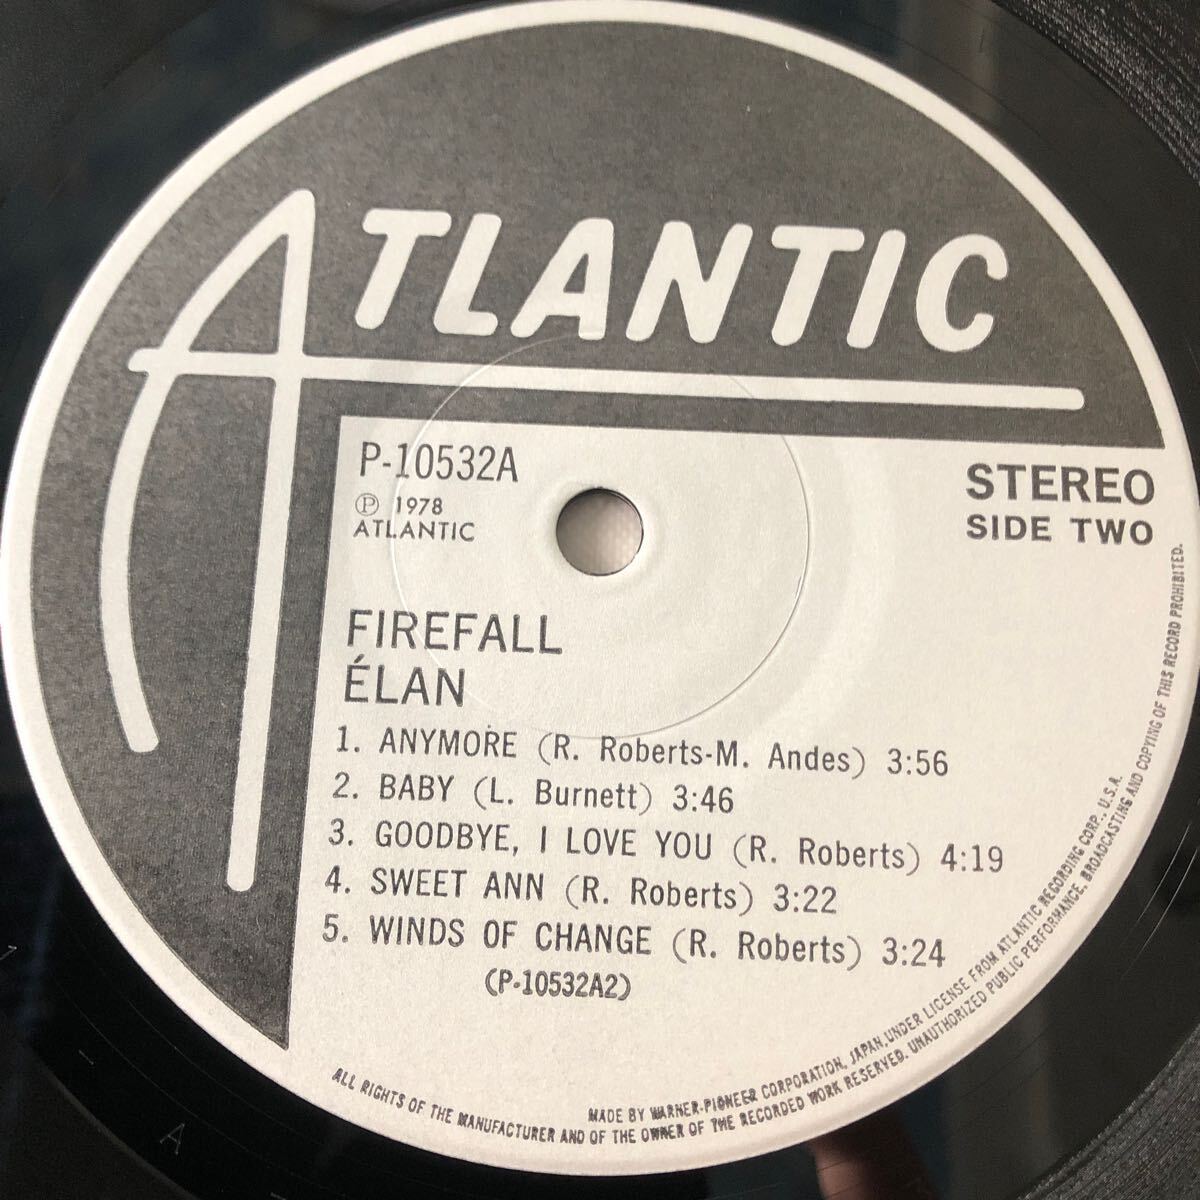 ATLANTIC
P-10532A
Ⓟ 1978
ATLANTIC
STEREO
SIDE TWO
FIREFALL
ÉLAN
1. ANYMORE (R. Roberts-M. Andes) 3:56
2. BABY (L. Burnett) 3:46
3. GOODBYE, I LOVE YOU (R. Roberts) 4:19
4. SWEET ANN (R. Roberts) 3:22
5. WINDS OF CHANGE (R. Roberts) 3:24
(P-10532A2)
MADE BY WARNER-PIONEER CORPORATION, JAPAN, UNDER LICENSE FROM ATLANTIC RECORDING CORP., U.S.A.
ALL RIGHTS OF THE MANUFACTURER AND OF THE OWNER OF THE RECORDED WORK RESERVED. UNAUTHORIZED PUBLIC PERFORMANCE, BROADCASTING AND COPYING OF THIS RECORD PROHIBITED.
A